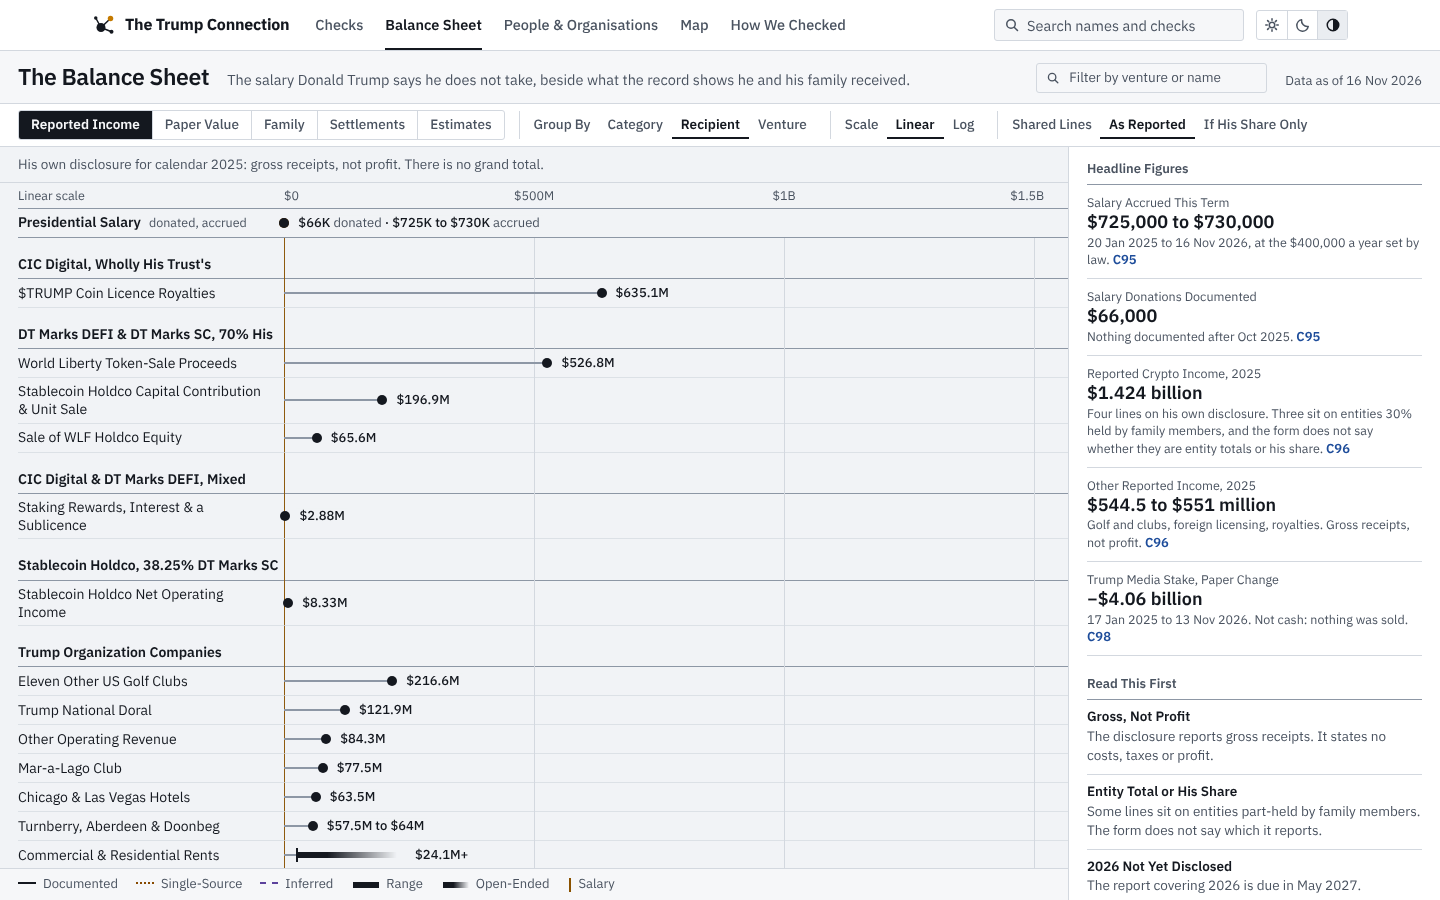 The Trump Connection
Checks
Balance Sheet
People & Organisations
Map
How We Checked
Search names and checks
The Balance Sheet
The salary Donald Trump says he does not take, beside what the record shows he and his family received.
Filter by venture or name
Data as of 16 Nov 2026
Reported Income
Paper Value
Family
Settlements
Estimates
Group By
Category
Recipient
Venture
Scale
Linear
Log
Shared Lines
As Reported
If His Share Only
His own disclosure for calendar 2025: gross receipts, not profit. There is no grand total.
Linear scale
$0
$500M
$1B
$1.5B
Presidential Salary donated, accrued
$66K donated · $725K to $730K accrued
CIC Digital, Wholly His Trust's
$TRUMP Coin Licence Royalties
$635.1M
DT Marks DEFI & DT Marks SC, 70% His
World Liberty Token-Sale Proceeds
$526.8M
Stablecoin Holdco Capital Contribution
& Unit Sale
$196.9M
Sale of WLF Holdco Equity
$65.6M
CIC Digital & DT Marks DEFI, Mixed
Staking Rewards, Interest & a
Sublicence
$2.88M
Stablecoin Holdco, 38.25% DT Marks SC
Stablecoin Holdco Net Operating
Income
$8.33M
Trump Organization Companies
Eleven Other US Golf Clubs
$216.6M
Trump National Doral
$121.9M
Other Operating Revenue
$84.3M
Mar-a-Lago Club
$77.5M
Chicago & Las Vegas Hotels
$63.5M
Turnberry, Aberdeen & Doonbeg
$57.5M to $64M
Commercial & Residential Rents
$24.1M+
Documented
Single-Source
Inferred
Range
Open-Ended
Salary
Headline Figures
Salary Accrued This Term
$725,000 to $730,000
20 Jan 2025 to 16 Nov 2026, at the $400,000 a year set by
law. C95
Salary Donations Documented
$66,000
Nothing documented after Oct 2025. C95
Reported Crypto Income, 2025
$1.424 billion
Four lines on his own disclosure. Three sit on entities 30%
held by family members, and the form does not say
whether they are entity totals or his share. C96
Other Reported Income, 2025
$544.5 to $551 million
Golf and clubs, foreign licensing, royalties. Gross receipts,
not profit. C96
Trump Media Stake, Paper Change
−$4.06 billion
17 Jan 2025 to 13 Nov 2026. Not cash: nothing was sold.
C98
Read This First
Gross, Not Profit
The disclosure reports gross receipts. It states no
costs, taxes or profit.
Entity Total or His Share
Some lines sit on entities part-held by family members.
The form does not say which it reports.
2026 Not Yet Disclosed
The report covering 2026 is due in May 2027.